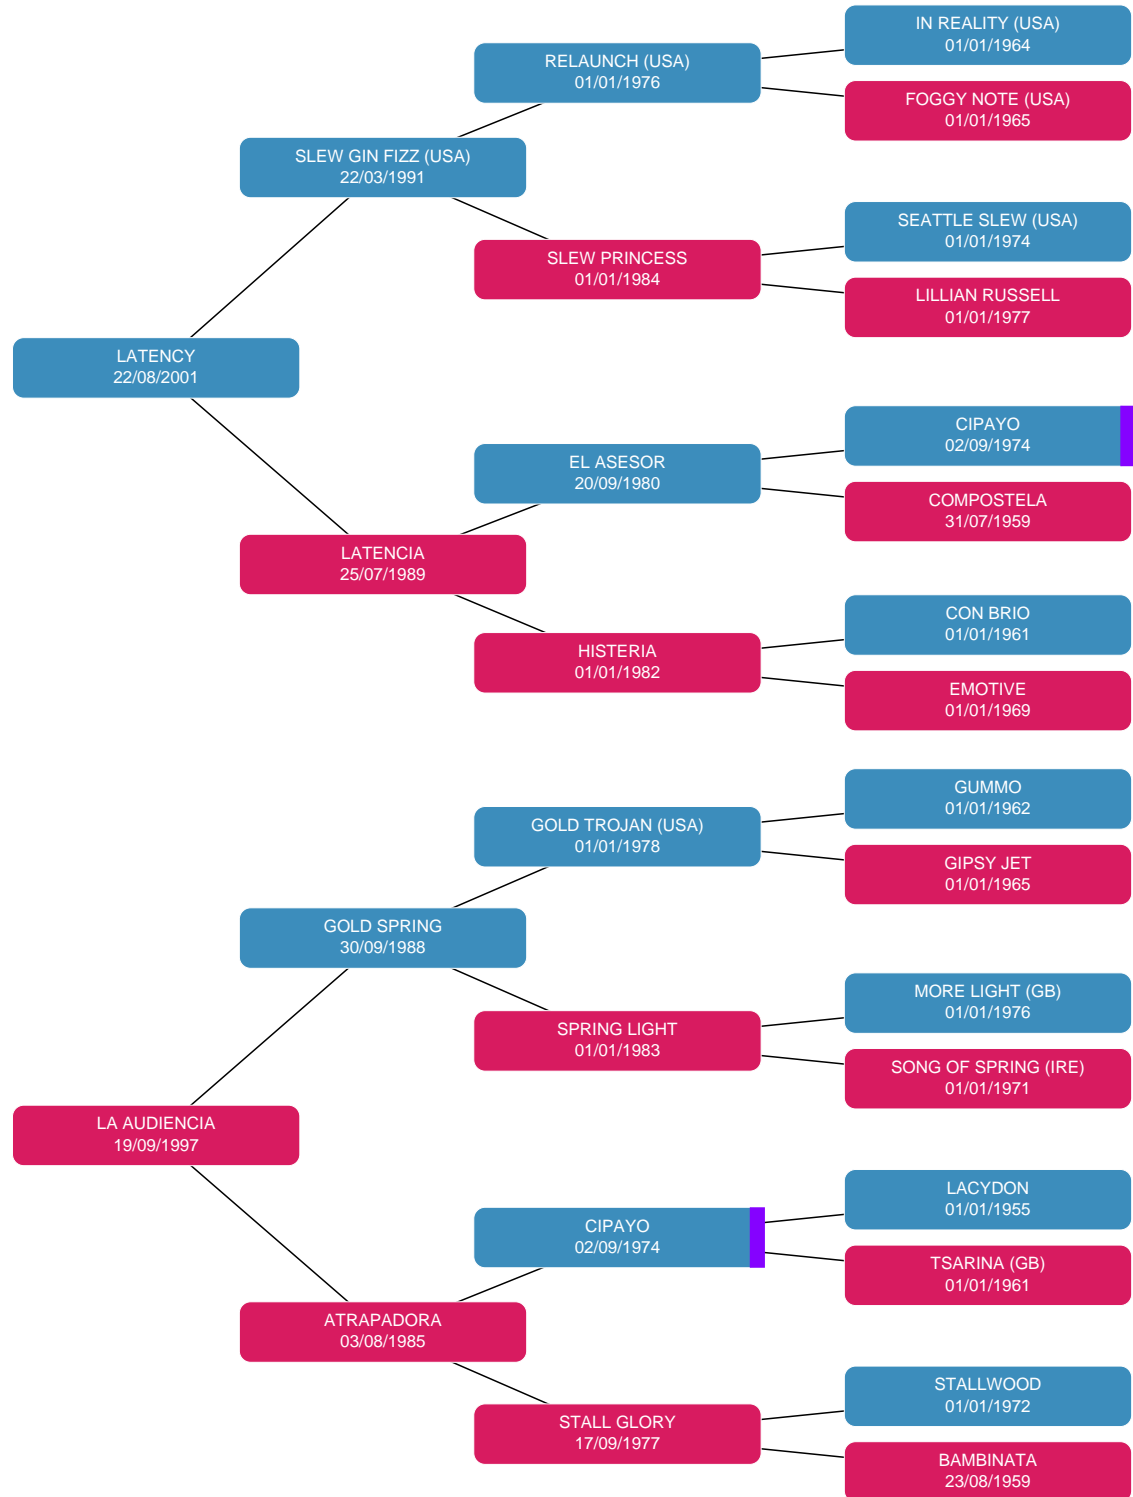 IN REALITY (USA)
01/01/1964
RELAUNCH (USA)
01/01/1976
FOGGY NOTE (USA)
01/01/1965
SLEW GIN FIZZ (USA)
22/03/1991
SEATTLE SLEW (USA)
01/01/1974
SLEW PRINCESS
01/01/1984
LILLIAN RUSSELL
01/01/1977
LATENCY
22/08/2001
CIPAYO
02/09/1974
EL ASESOR
20/09/1980
COMPOSTELA
31/07/1959
LATENCIA
25/07/1989
CON BRIO
01/01/1961
HISTERIA
01/01/1982
EMOTIVE
01/01/1969
GUMMO
01/01/1962
GOLD TROJAN (USA)
01/01/1978
GIPSY JET
01/01/1965
GOLD SPRING
30/09/1988
MORE LIGHT (GB)
01/01/1976
SPRING LIGHT
01/01/1983
SONG OF SPRING (IRE)
01/01/1971
LA AUDIENCIA
19/09/1997
LACYDON
01/01/1955
CIPAYO
02/09/1974
TSARINA (GB)
01/01/1961
ATRAPADORA
03/08/1985
STALLWOOD
01/01/1972
STALL GLORY
17/09/1977
BAMBINATA
23/08/1959